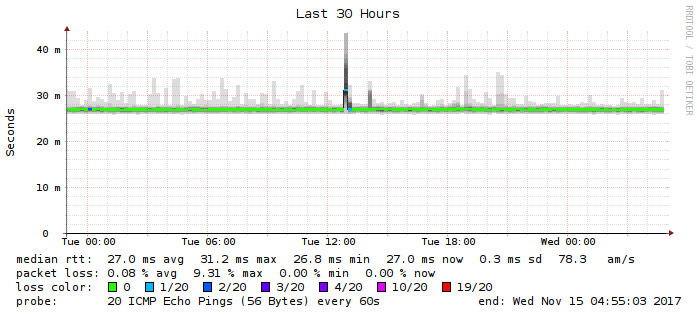 Last 30 Hours
RRDTOOL / TOBI OETIKER
Seconds
40 m
30 m
20 m
10 m
0
Tue 00:00 Tue 06:00 Tue 12:00 Tue 18:00 Wed 00:00
median rtt: 27.0 ms avg 31.2 ms max 26.8 ms min 27.0 ms now 0.3 ms sd 78.3 am/s
packet loss: 0.08 % avg 9.31 % max 0.00 % min 0.00 % now
loss color: 0 1/20 2/20 3/20 4/20 10/20 19/20
probe: 20 ICMP Echo Pings (56 Bytes) every 60s end: Wed Nov 15 04:55:03 2017